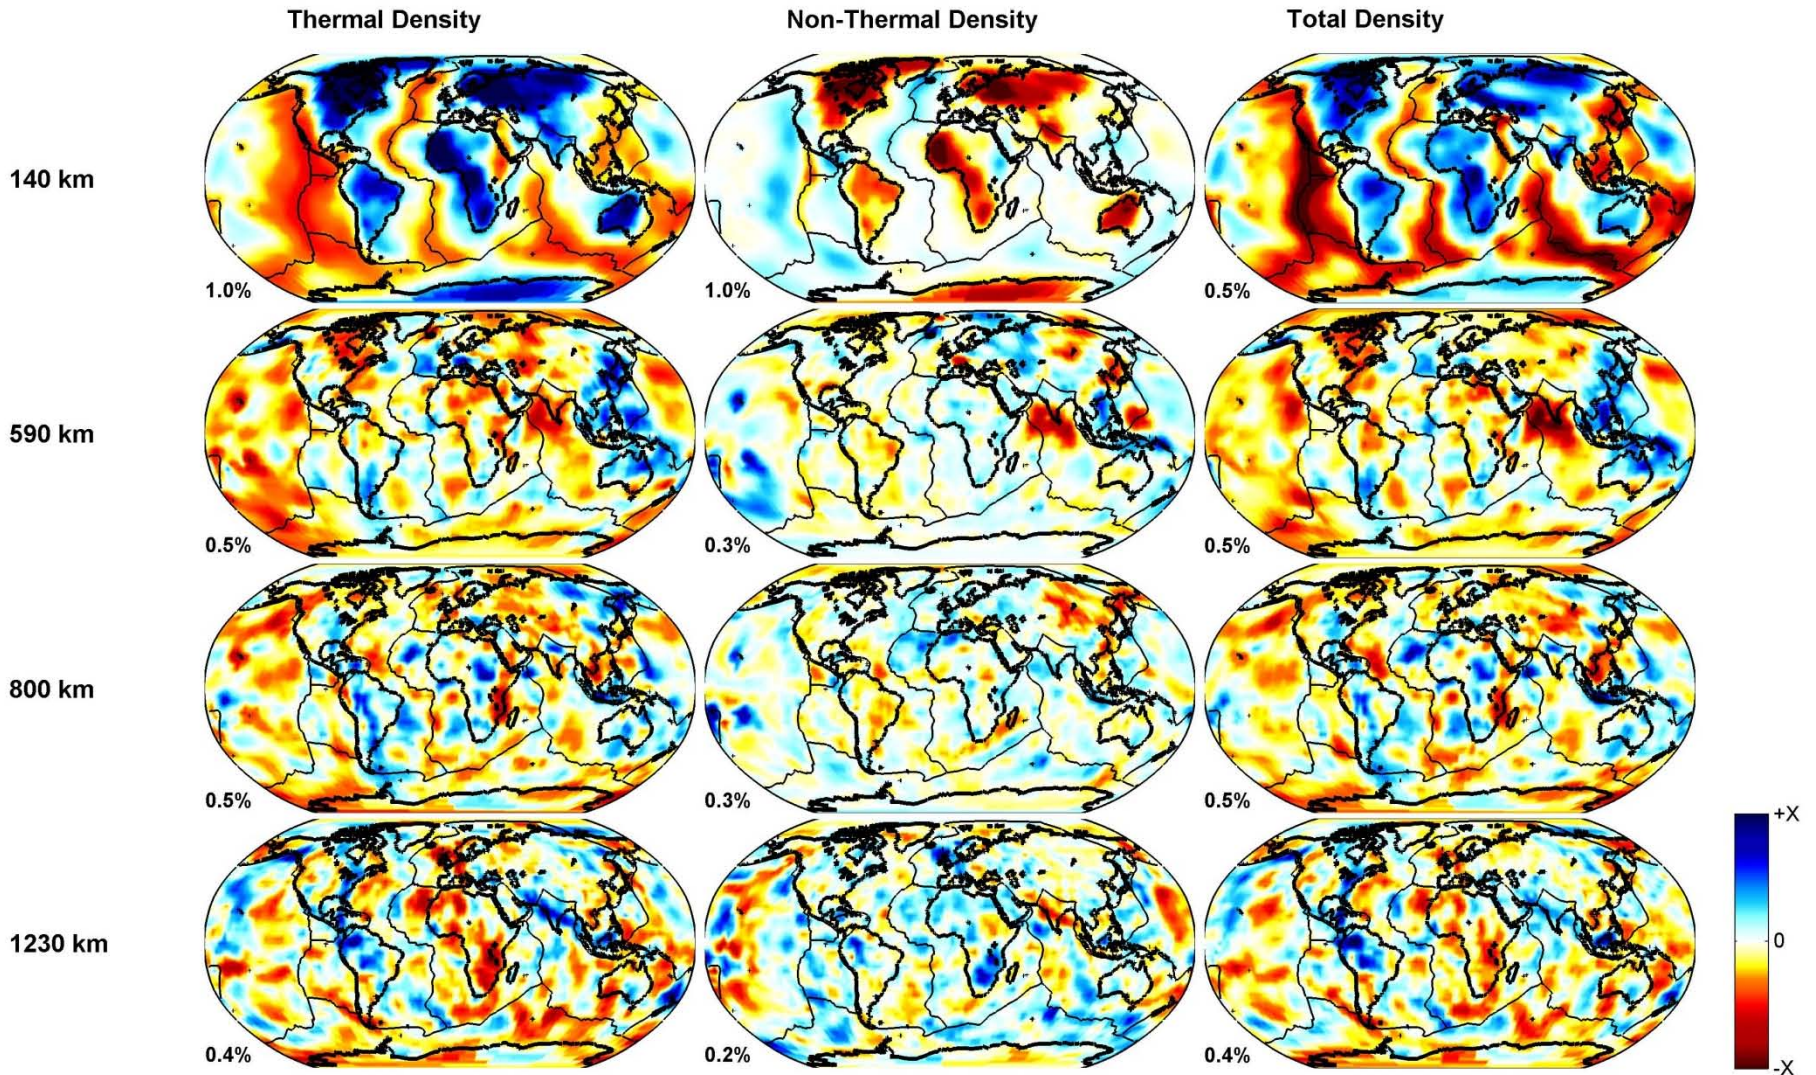 Thermal Density Non-Thermal Density Total Density
140 km
1.0% 1.0% 0.5%
590 km
0.5% 0.3% 0.5%
800 km
0.5% 0.3% 0.5%
+X
1230 km
0
0.4% 0.2% 0.4%
-X